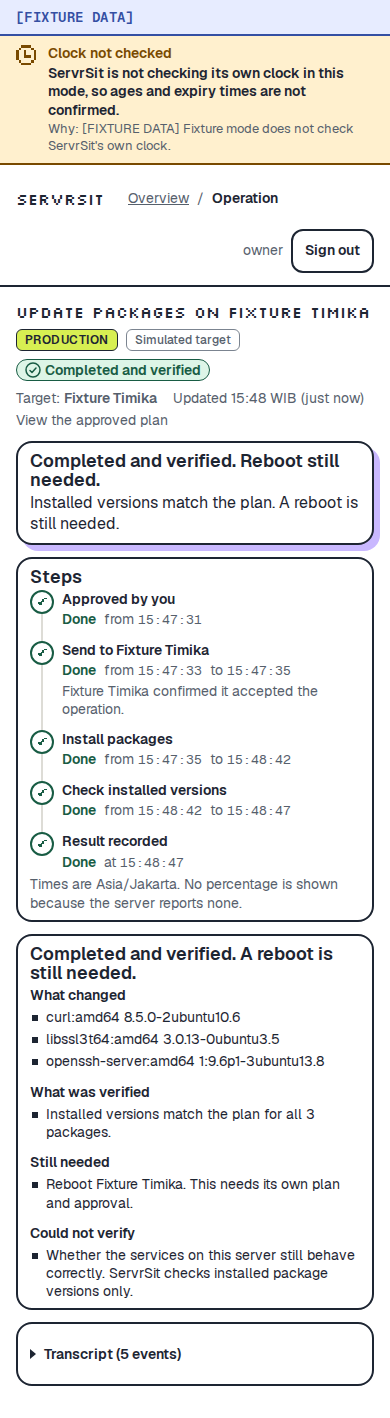 [FIXTURE DATA]
Clock not checked
ServrSit is not checking its own clock in this
mode, so ages and expiry times are not
confirmed.
Why: [FIXTURE DATA] Fixture mode does not check
ServrSit's own clock.
SERVRSIT Overview / Operation
owner Sign out
UPDATE PACKAGES ON FIXTURE TIMIKA
PRODUCTION Simulated target
Completed and verified
Target: Fixture Timika Updated 15:48 WIB (just now)
View the approved plan
Completed and verified. Reboot still
needed.
Installed versions match the plan. A reboot is
still needed.
Steps
Approved by you
Done from 15:47:31
Send to Fixture Timika
Done from 15:47:33 to 15:47:35
Fixture Timika confirmed it accepted the
operation.
Install packages
Done from 15:47:35 to 15:48:42
Check installed versions
Done from 15:48:42 to 15:48:47
Result recorded
Done at 15:48:47
Times are Asia/Jakarta. No percentage is shown
because the server reports none.
Completed and verified. A reboot is
still needed.
What changed
curl:amd64 8.5.0-2ubuntu10.6
libssl3t64:amd64 3.0.13-0ubuntu3.5
openssh-server:amd64 1:9.6p1-3ubuntu13.8
What was verified
Installed versions match the plan for all 3
packages.
Still needed
Reboot Fixture Timika. This needs its own plan
and approval.
Could not verify
Whether the services on this server still behave
correctly. ServrSit checks installed package
versions only.
Transcript (5 events)